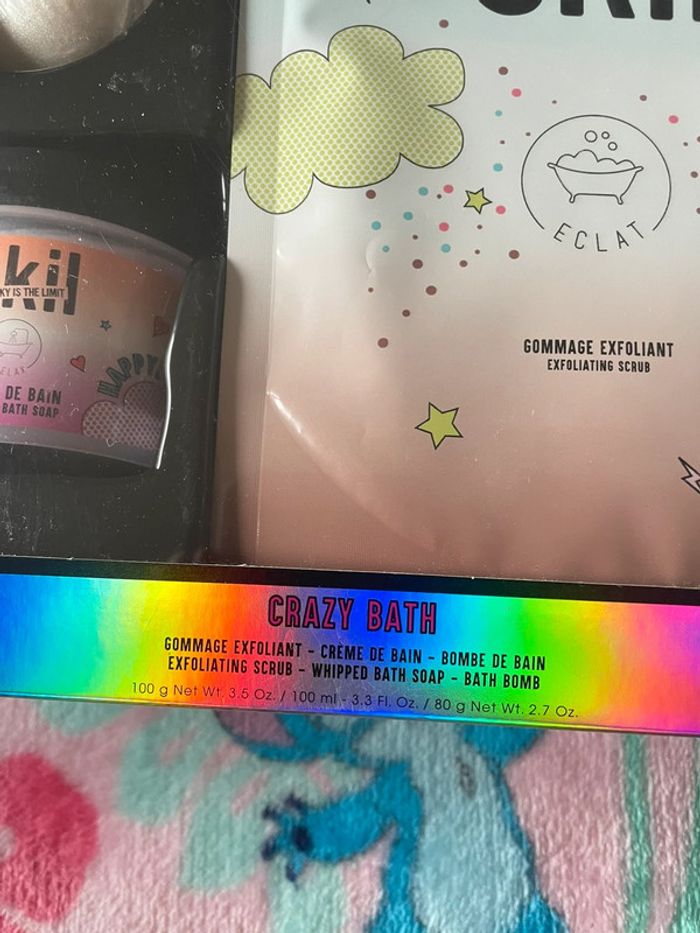 ECLAT
GOMMAGE EXFOLIANT
EXFOLIATING SCRUB
kil
KY IS THE LIMIT
RELAX
HAPPY
DE BAIN
BATH SOAP
CRAZY BATH
GOMMAGE EXFOLIANT - CRÈME DE BAIN - BOMBE DE BAIN
EXFOLIATING SCRUB - WHIPPED BATH SOAP - BATH BOMB
100 g Net Wt. 3.5 Oz. / 100 ml - 3.3 Fl. Oz. / 80 g Net Wt. 2.7 Oz.